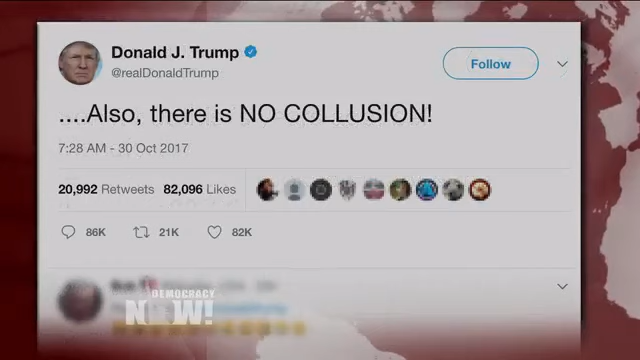 Donald J. Trump
@realDonaldTrump
Follow
....Also, there is NO COLLUSION!
7:28 AM - 30 Oct 2017
20,992 Retweets 82,096 Likes
86K 21K 82K
DEMOCRACY
NOW!